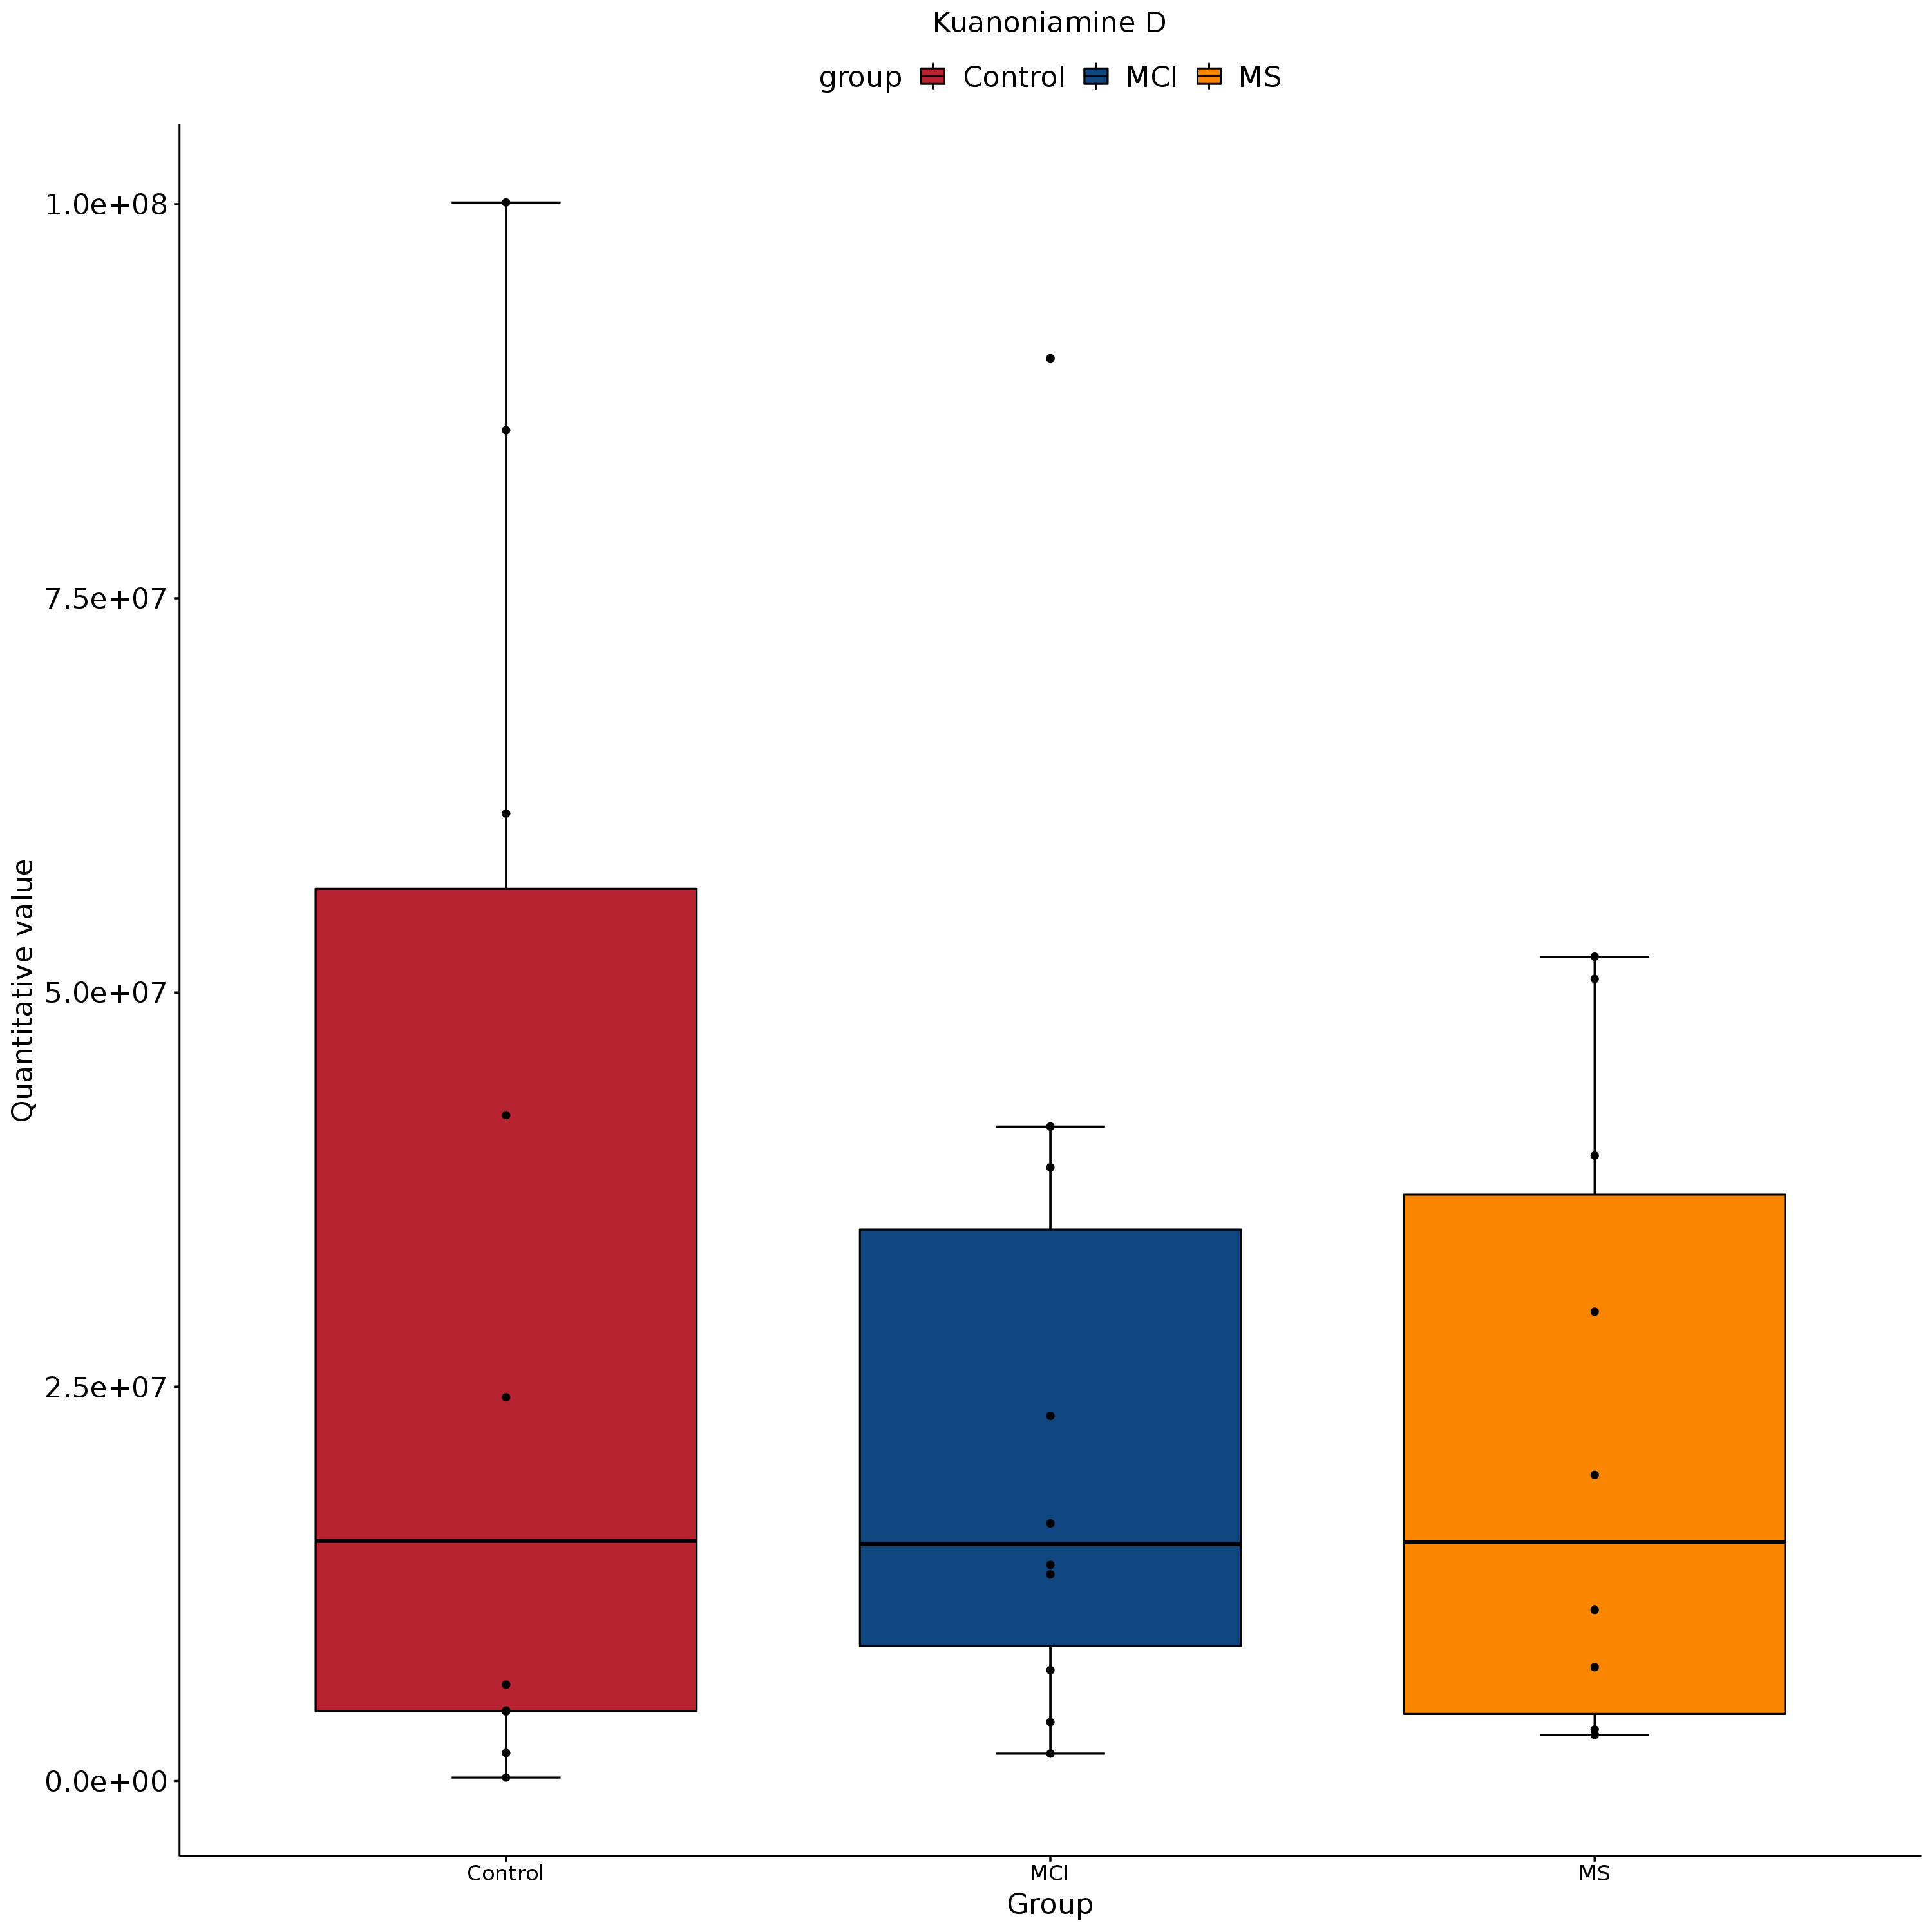 Kuanoniamine D
group Control MCI MS
1.0e+08
7.5e+07
5.0e+07
2.5e+07
0.0e+00
Quantitative value
Control MCI MS
Group